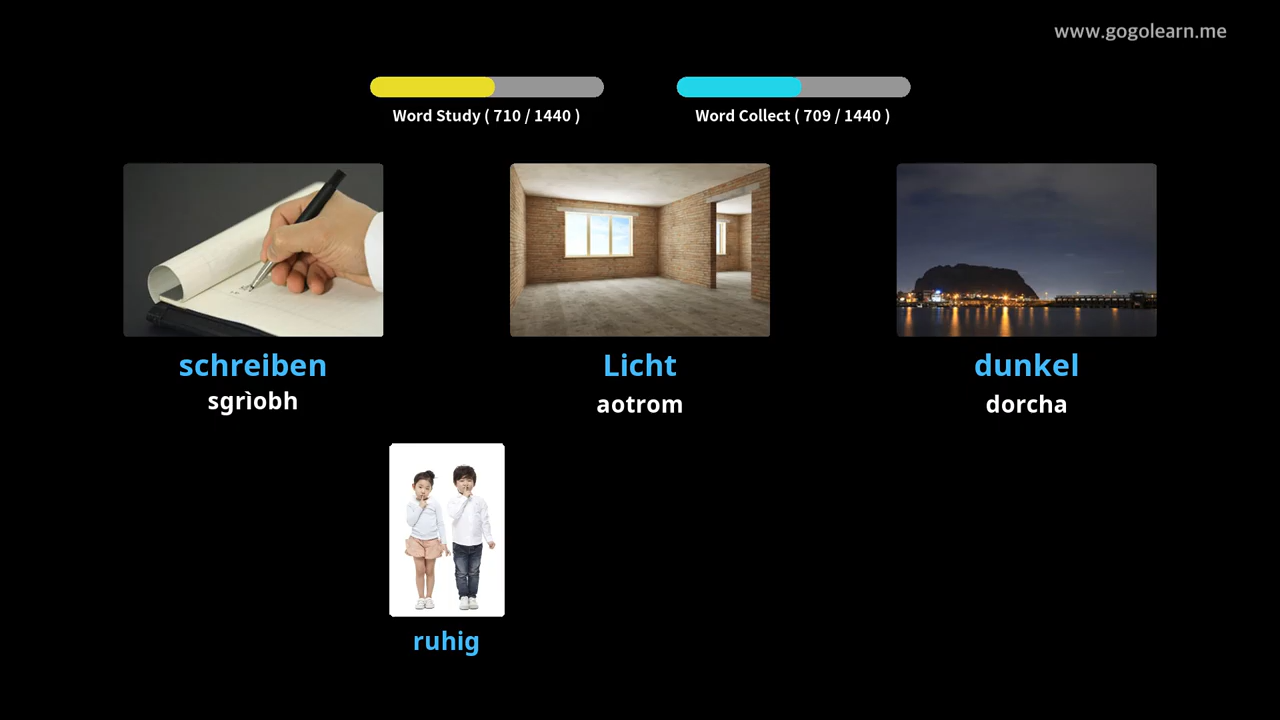 www.gogolearn.me
Word Study ( 710 / 1440 )
Word Collect ( 709 / 1440 )
schreiben
sgrìobh
Licht
aotrom
dunkel
dorcha
ruhig